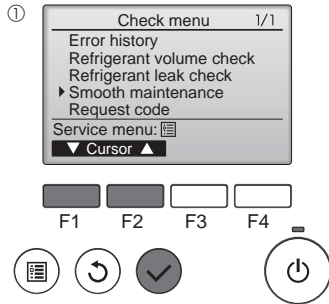 ①
Check menu 1/1
Error history
Refrigerant volume check
Refrigerant leak check
Smooth maintenance
Request code
Service menu:
▼ Cursor ▲
F1 F2 F3 F4